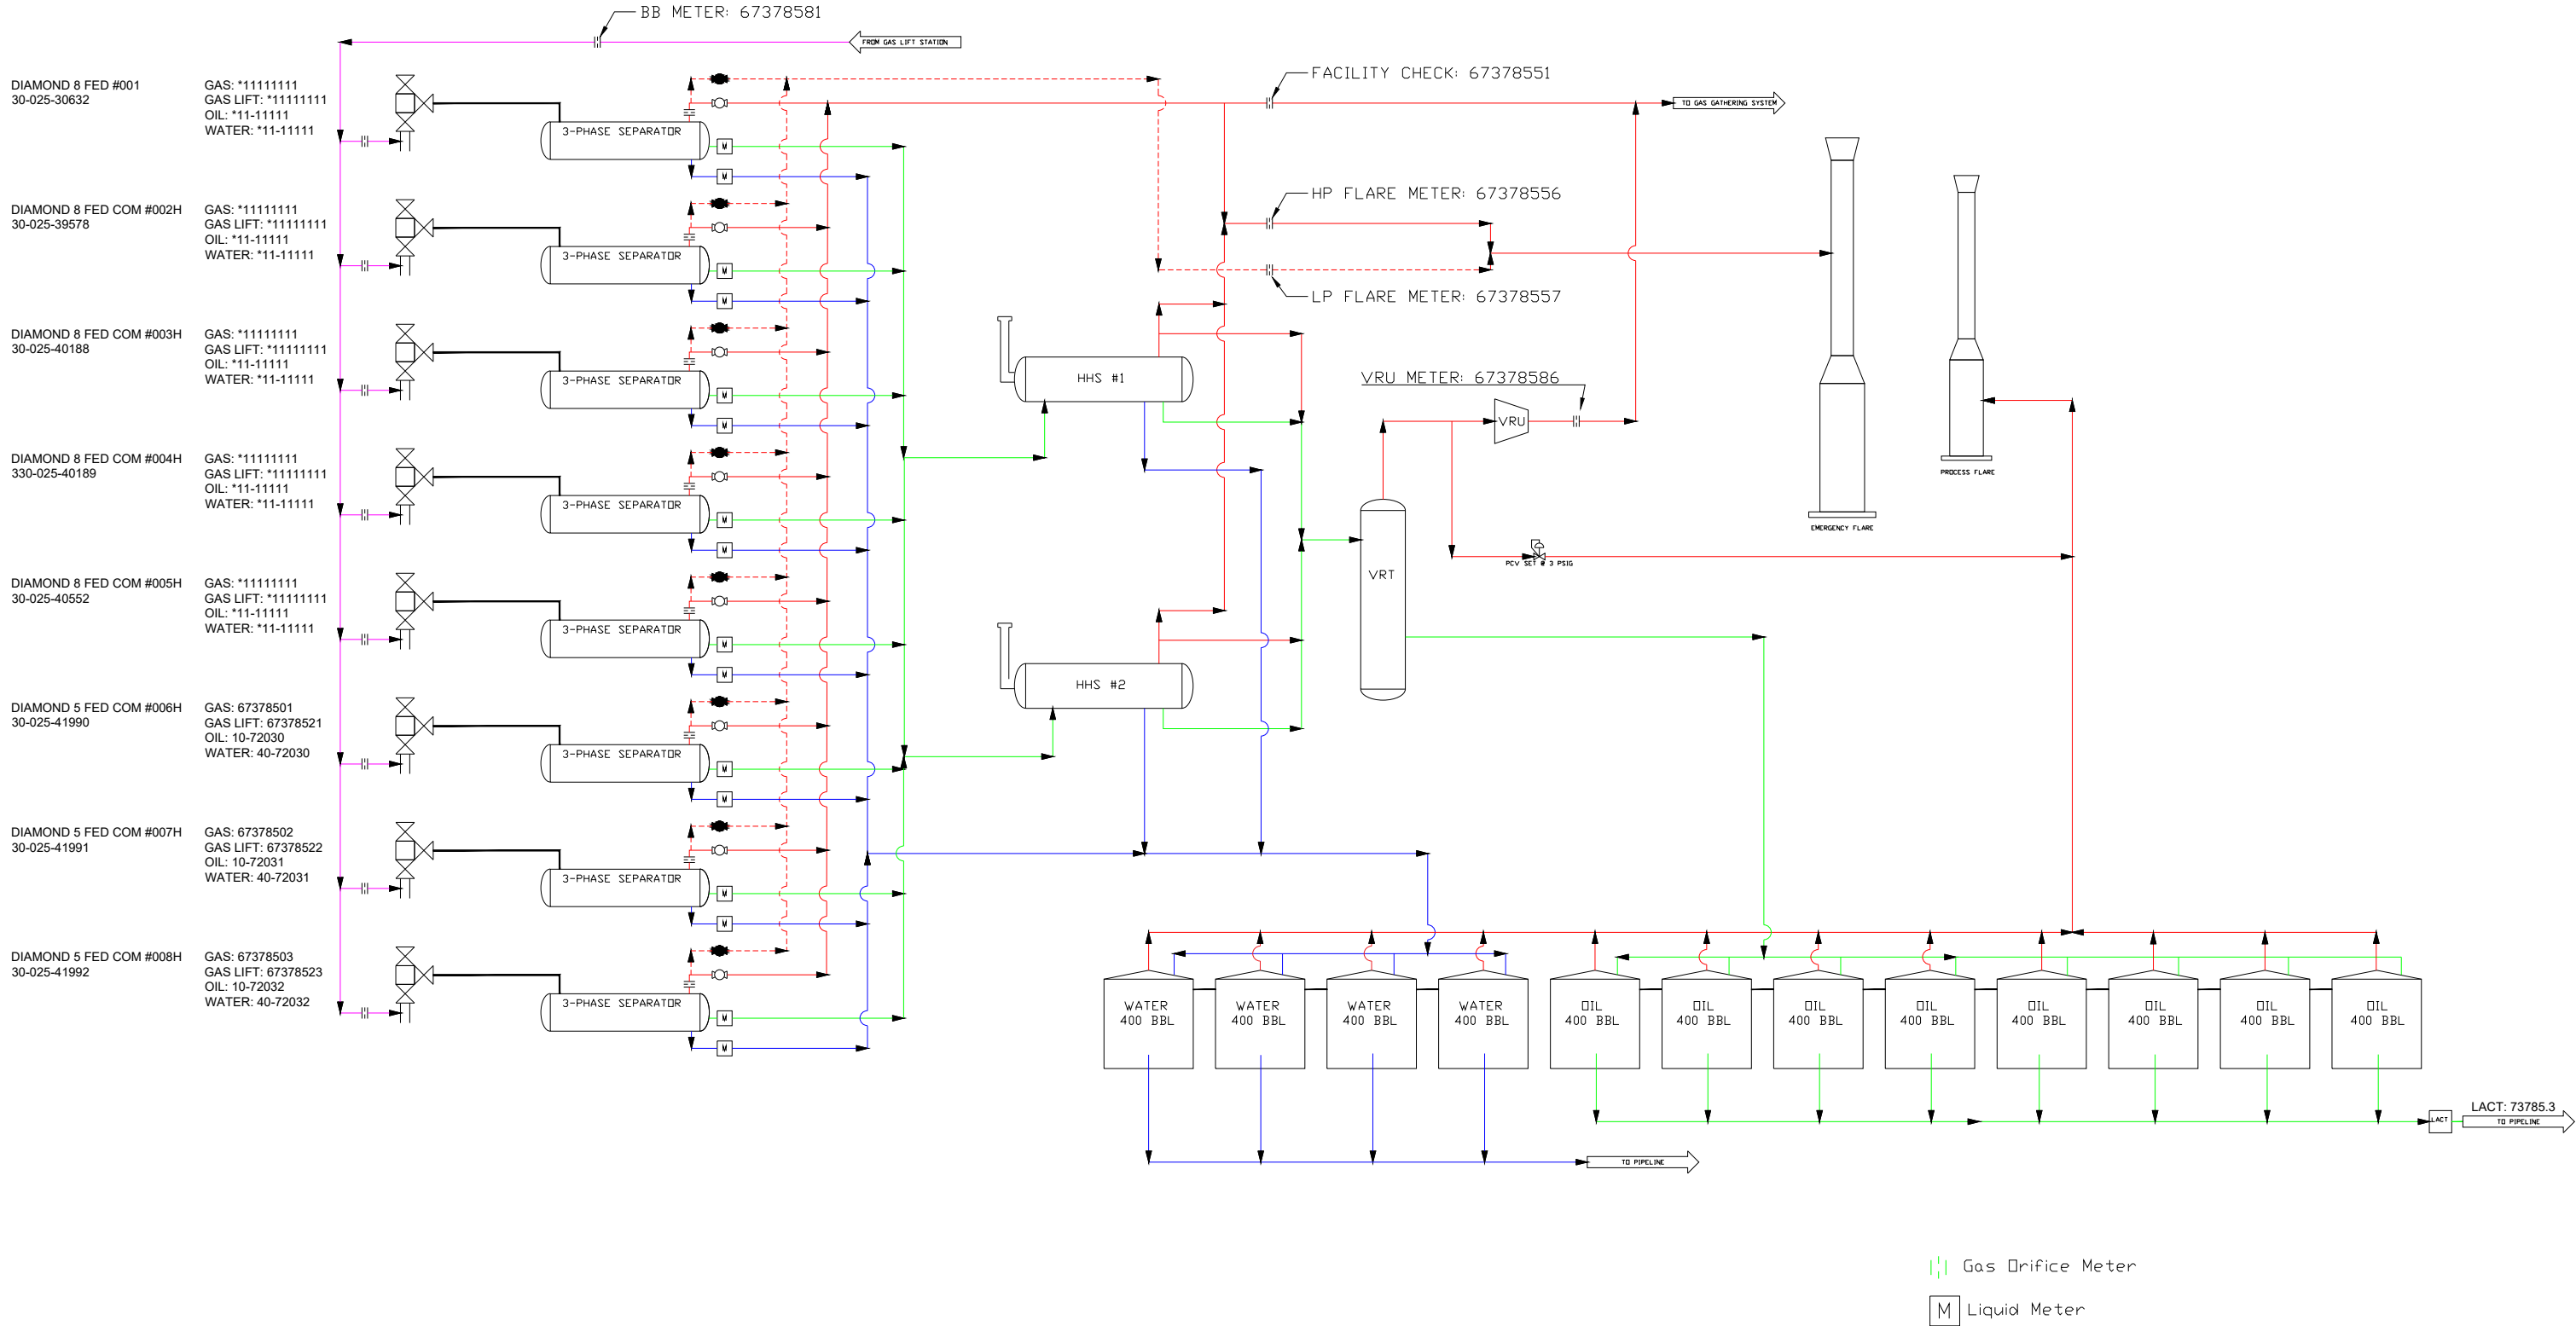 BB METER: 67378581
FROM GAS LIFT STATION
DIAMOND 8 FED #001
30-025-30632
GAS: *11111111
GAS LIFT: *11111111
OIL: *11-11111
WATER: *11-11111
3-PHASE SEPARATOR
M
M
FACILITY CHECK: 67378551
TO GAS GATHERING SYSTEM
DIAMOND 8 FED COM #002H
30-025-39578
GAS: *11111111
GAS LIFT: *11111111
OIL: *11-11111
WATER: *11-11111
3-PHASE SEPARATOR
M
M
HP FLARE METER: 67378556
LP FLARE METER: 67378557
DIAMOND 8 FED COM #003H
30-025-40188
GAS: *11111111
GAS LIFT: *11111111
OIL: *11-11111
WATER: *11-11111
3-PHASE SEPARATOR
M
M
HHS #1
VRU METER: 67378586
VRU
DIAMOND 8 FED COM #004H
330-025-40189
GAS: *11111111
GAS LIFT: *11111111
OIL: *11-11111
WATER: *11-11111
3-PHASE SEPARATOR
M
M
PROCESS FLARE
EMERGENCY FLARE
PCV SET @ 3 PSIG
VRT
DIAMOND 8 FED COM #005H
30-025-40552
GAS: *11111111
GAS LIFT: *11111111
OIL: *11-11111
WATER: *11-11111
3-PHASE SEPARATOR
M
M
HHS #2
DIAMOND 5 FED COM #006H
30-025-41990
GAS: 67378501
GAS LIFT: 67378521
OIL: 10-72030
WATER: 40-72030
3-PHASE SEPARATOR
M
M
DIAMOND 5 FED COM #007H
30-025-41991
GAS: 67378502
GAS LIFT: 67378522
OIL: 10-72031
WATER: 40-72031
3-PHASE SEPARATOR
M
M
DIAMOND 5 FED COM #008H
30-025-41992
GAS: 67378503
GAS LIFT: 67378523
OIL: 10-72032
WATER: 40-72032
3-PHASE SEPARATOR
M
M
WATER
400 BBL
WATER
400 BBL
WATER
400 BBL
WATER
400 BBL
OIL
400 BBL
OIL
400 BBL
OIL
400 BBL
OIL
400 BBL
OIL
400 BBL
OIL
400 BBL
OIL
400 BBL
OIL
400 BBL
LACT
LACT: 73785.3
TO PIPELINE
TO PIPELINE
Gas Orifice Meter
M Liquid Meter